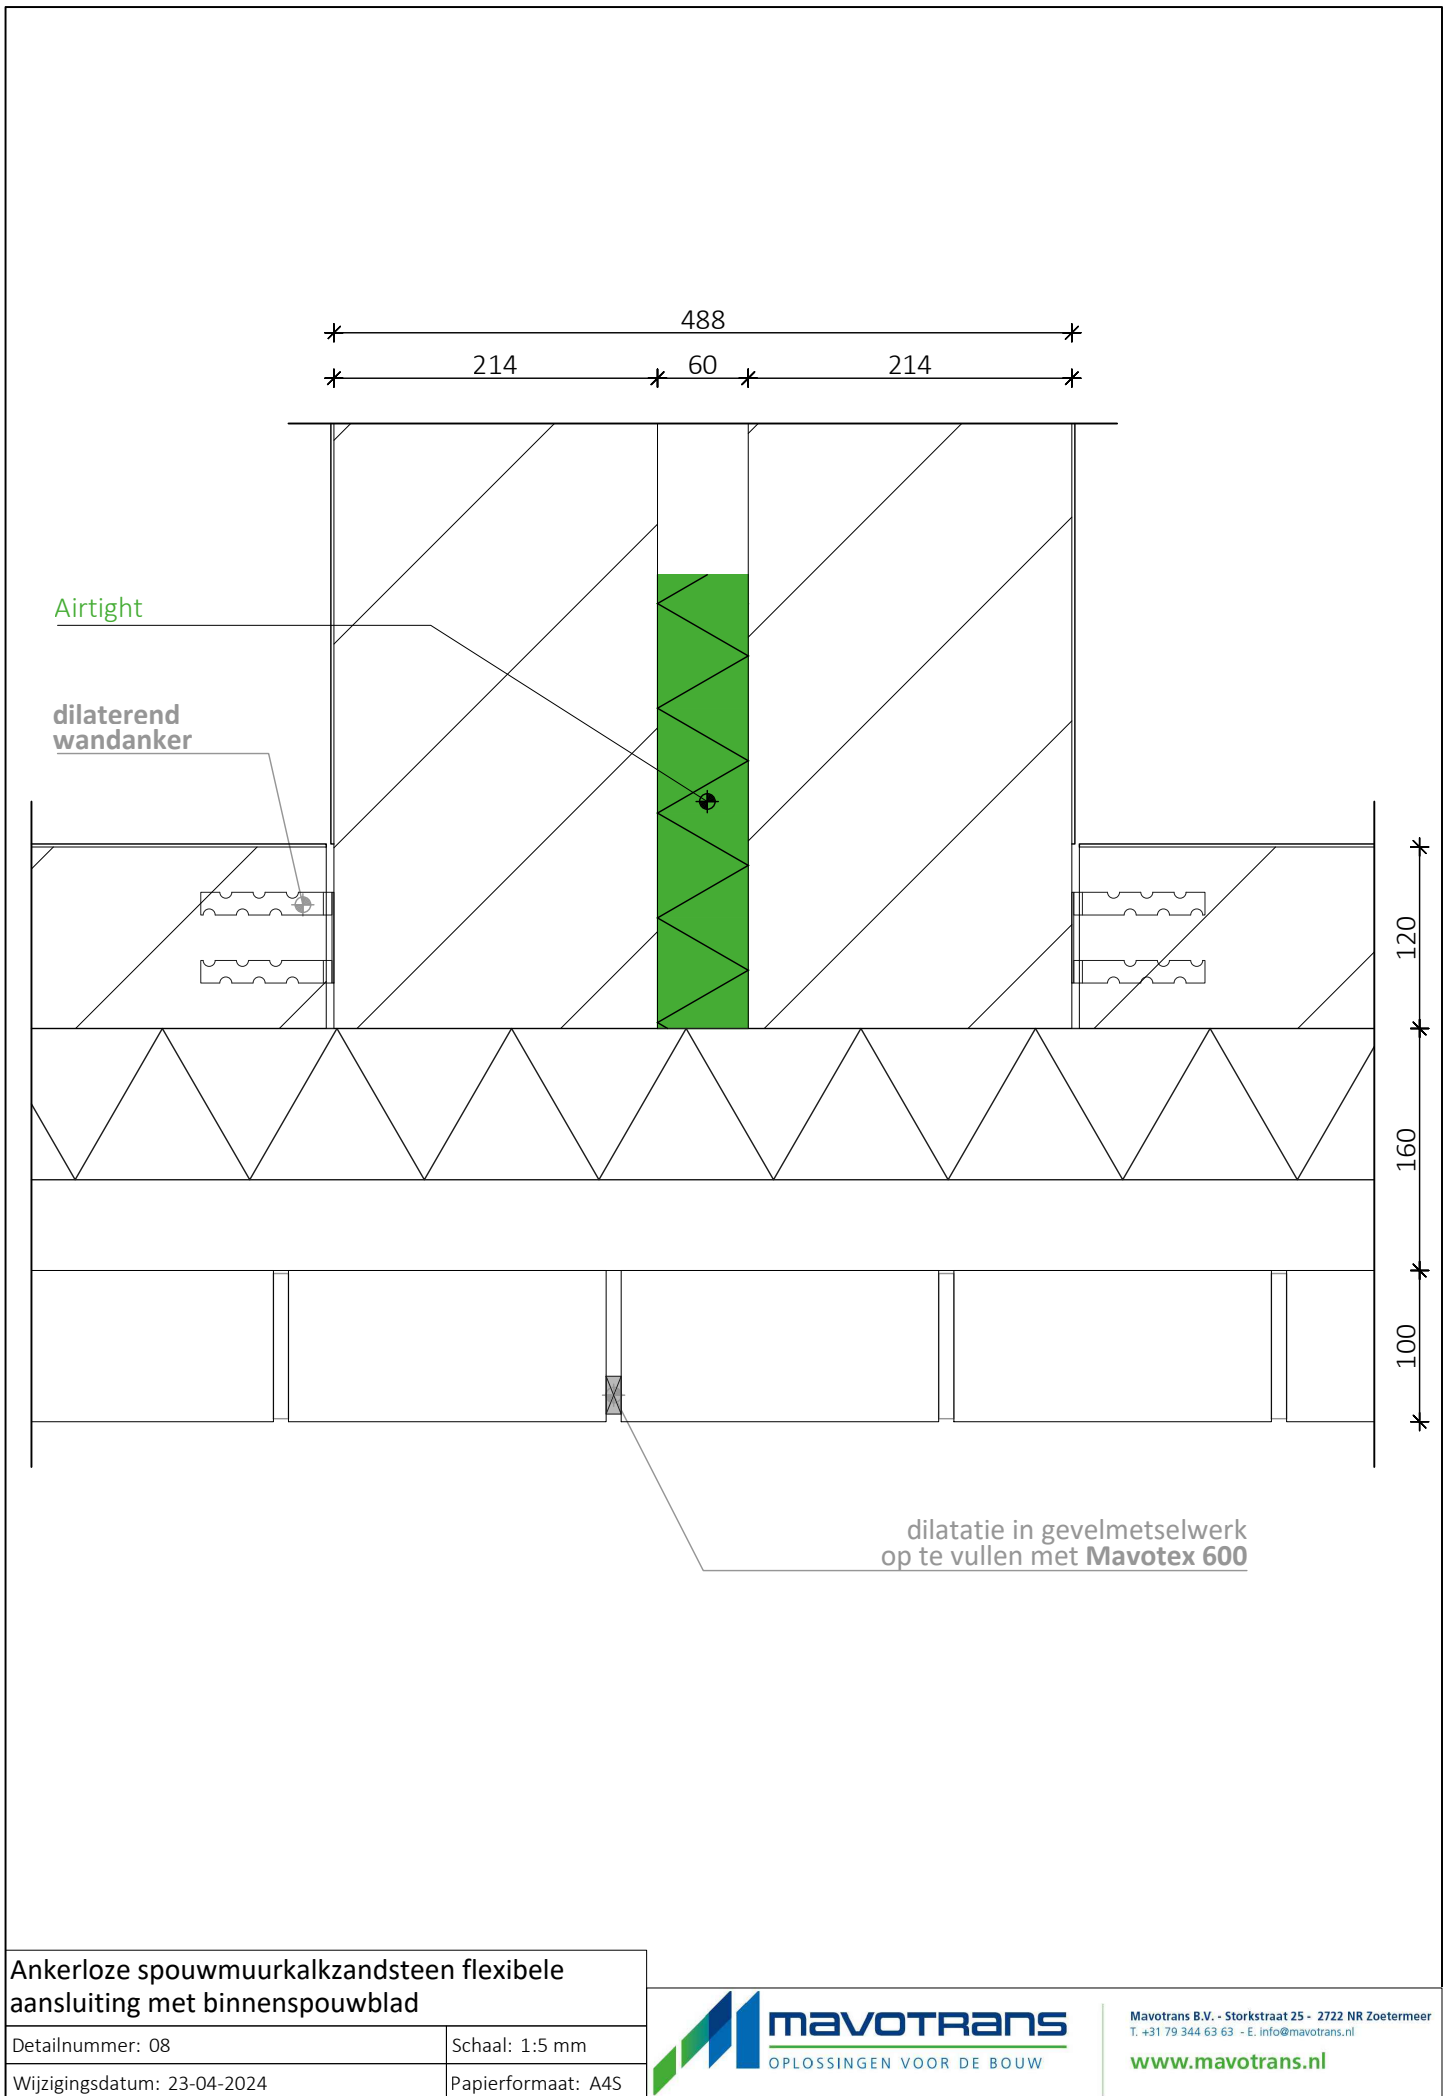 488
214 60 214
Airtight
dilaterend
wandanker
120
160
100
dilatatie in gevelmetselwerk
op te vullen met Mavotex 600
Ankerloze spouwmuurkalkzandsteen flexibele
aansluiting met binnenspouwblad
Detailnummer: 08
Schaal: 1:5 mm
Wijzigingsdatum: 23-04-2024
Papierformaat: A4S
mavotrans
OPLOSSINGEN VOOR DE BOUW
Mavotrans B.V. - Storkstraat 25 - 2722 NR Zoetermeer
T. +31 79 344 63 63 - E. info@mavotrans.nl
www.mavotrans.nl